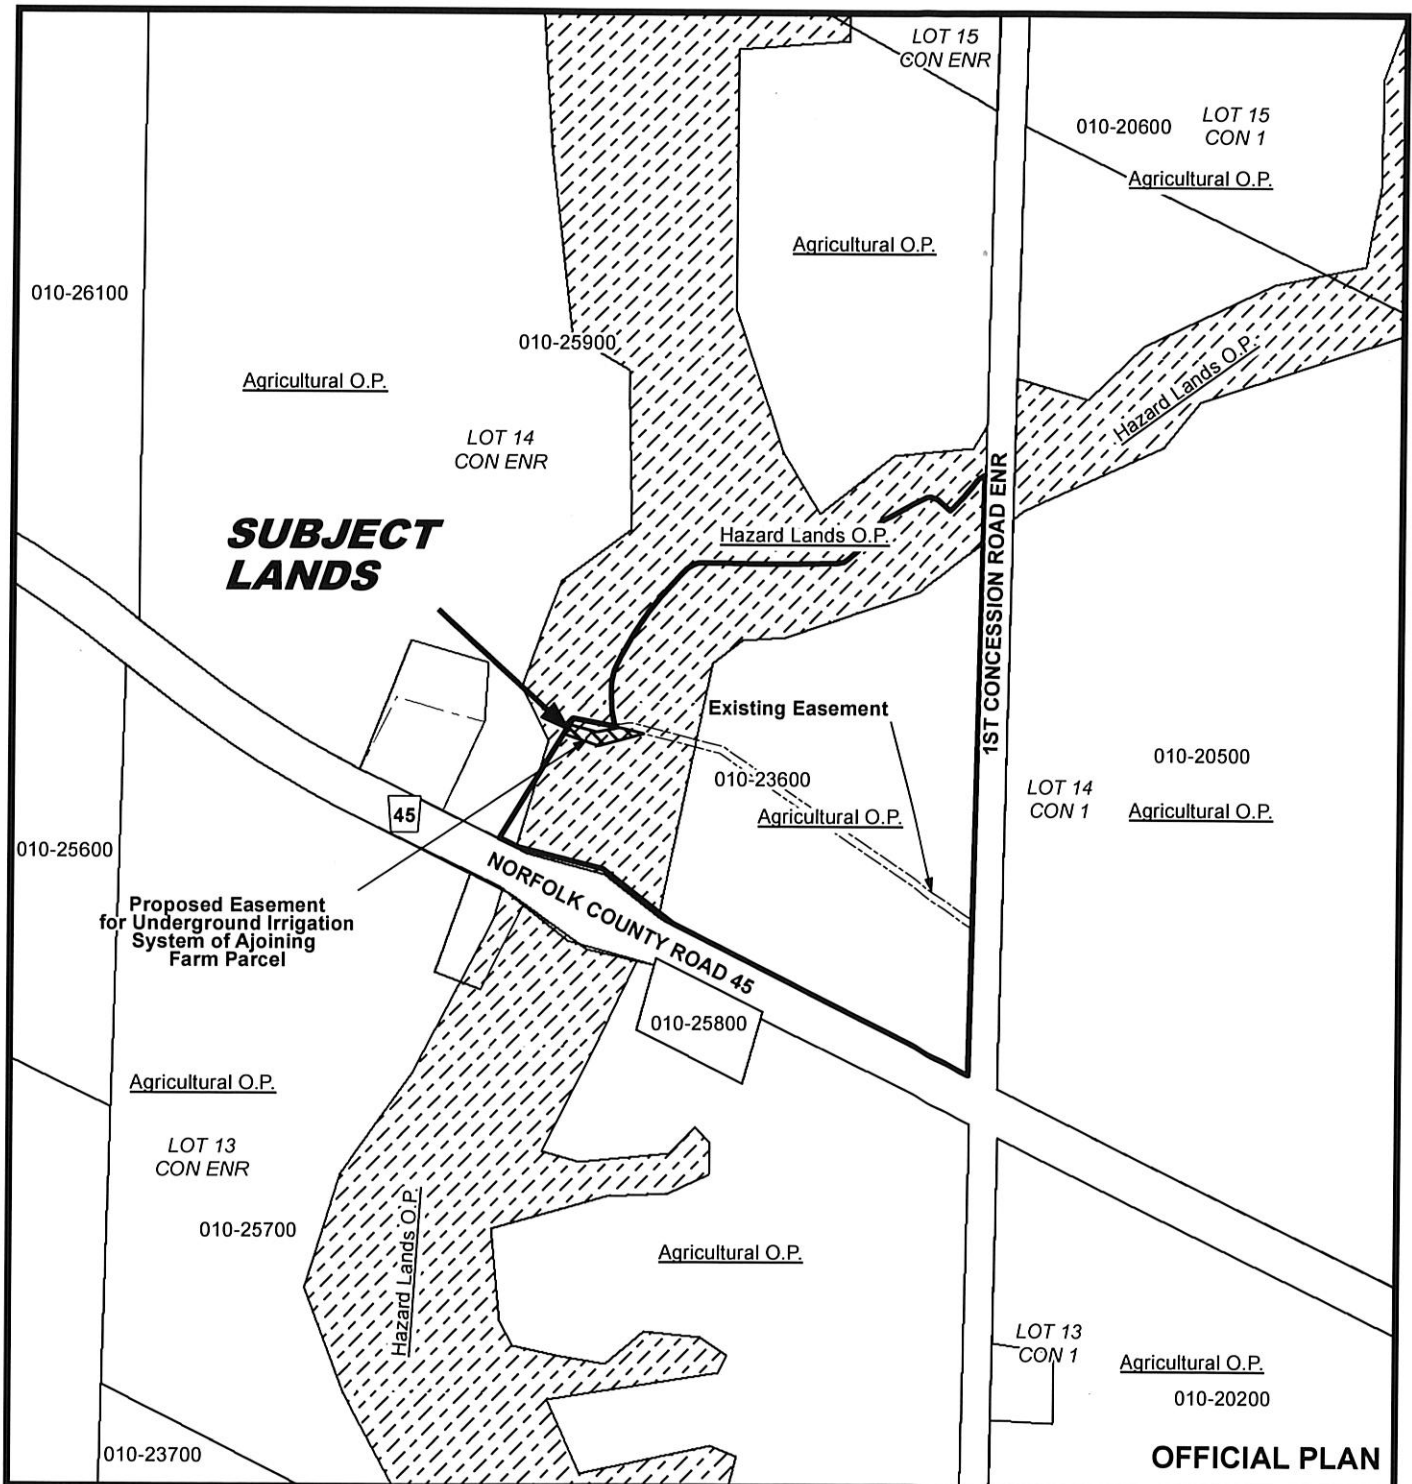 LOT 15
CON ENR
010-20600
LOT 15
CON 1
Agricultural O.P.
Agricultural O.P.
010-26100
010-25900
Agricultural O.P.
Hazard Lands O.P.
LOT 14
CON ENR
SUBJECT
LANDS
Hazard Lands O.P.
1ST CONCESSION ROAD ENR
Existing Easement
010-23600
Agricultural O.P.
010-20500
LOT 14
CON 1
Agricultural O.P.
45
010-25600
NORFOLK COUNTY ROAD 45
Proposed Easement
for Underground Irrigation
System of Ajoining
Farm Parcel
010-25800
Agricultural O.P.
LOT 13
CON ENR
010-25700
Hazard Lands O.P.
Agricultural O.P.
LOT 13
CON 1
Agricultural O.P.
010-20200
010-23700
OFFICIAL PLAN